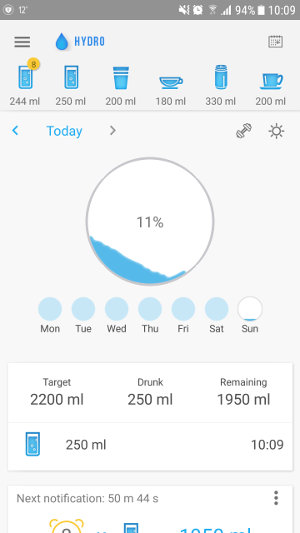 12'
94% 10:09
HYDRO
8
244 ml 250 ml 200 ml 180 ml 330 ml 200 ml
Today
11%
Mon Tue Wed Thu Fri Sat Sun
Target Drunk Remaining
2200 ml 250 ml 1950 ml
250 ml 10:09
Next notification: 50 m 44 s